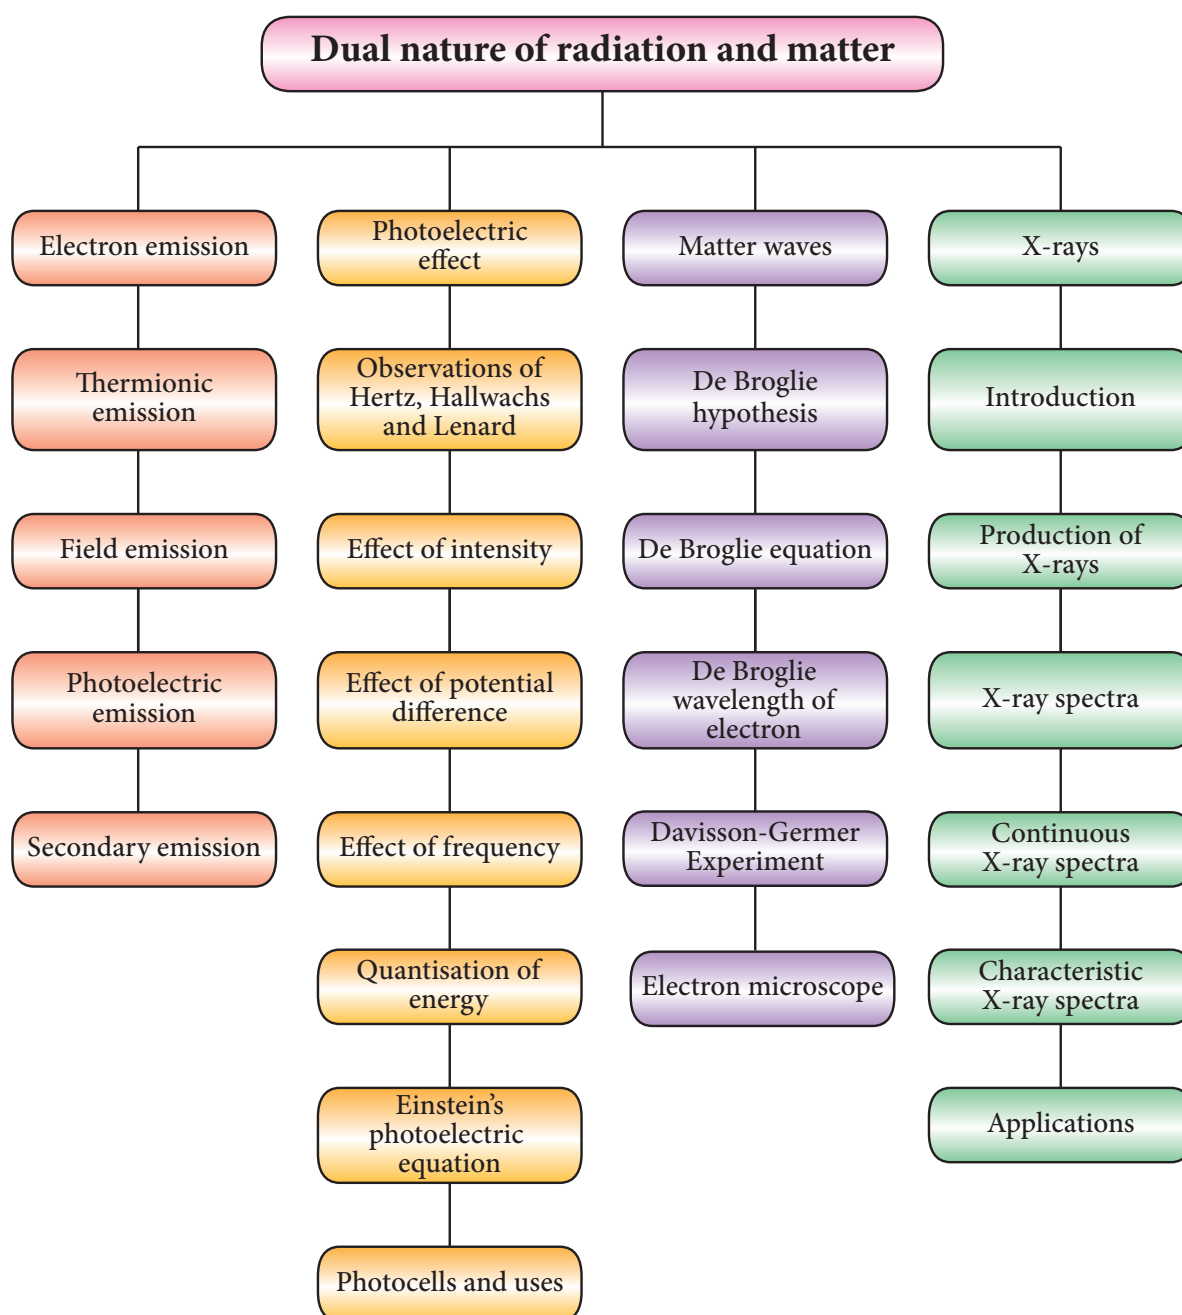 Dual nature of radiation and matter
Electron emission
Thermionic
emission
Field emission
Photoelectric
emission
Secondary emission
Photoelectric
effect
Observations of
Hertz, Hallwachs
and Lenard
Effect of intensity
Effect of potential
difference
Effect of frequency
Quantisation of
energy
Einstein’s
photoelectric
equation
Photocells and uses
Matter waves
De Broglie
hypothesis
De Broglie equation
De Broglie
wavelength of
electron
Davisson-Germer
Experiment
Electron microscope
X-rays
Introduction
Production of
X-rays
X-ray spectra
Continuous
X-ray spectra
Characteristic
X-ray spectra
Applications